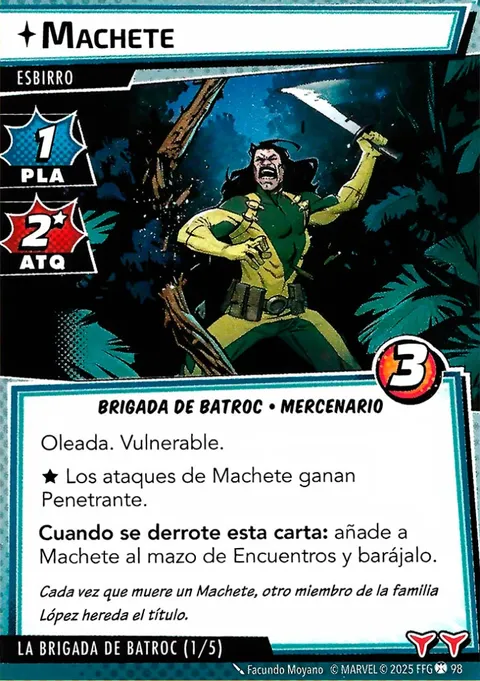 MACHETE
ESBIRRO
1
PLA
2★
ATQ
3
BRIGADA DE BATROC • MERCENARIO
Oleada. Vulnerable.
★ Los ataques de Machete ganan
Penetrante.
Cuando se derrote esta carta: añade a
Machete al mazo de Encuentros y barájalo.
Cada vez que muere un Machete, otro miembro de la familia
López hereda el título.
LA BRIGADA DE BATROC (1/5)
Facundo Moyano © MARVEL © 2025 FFG 98